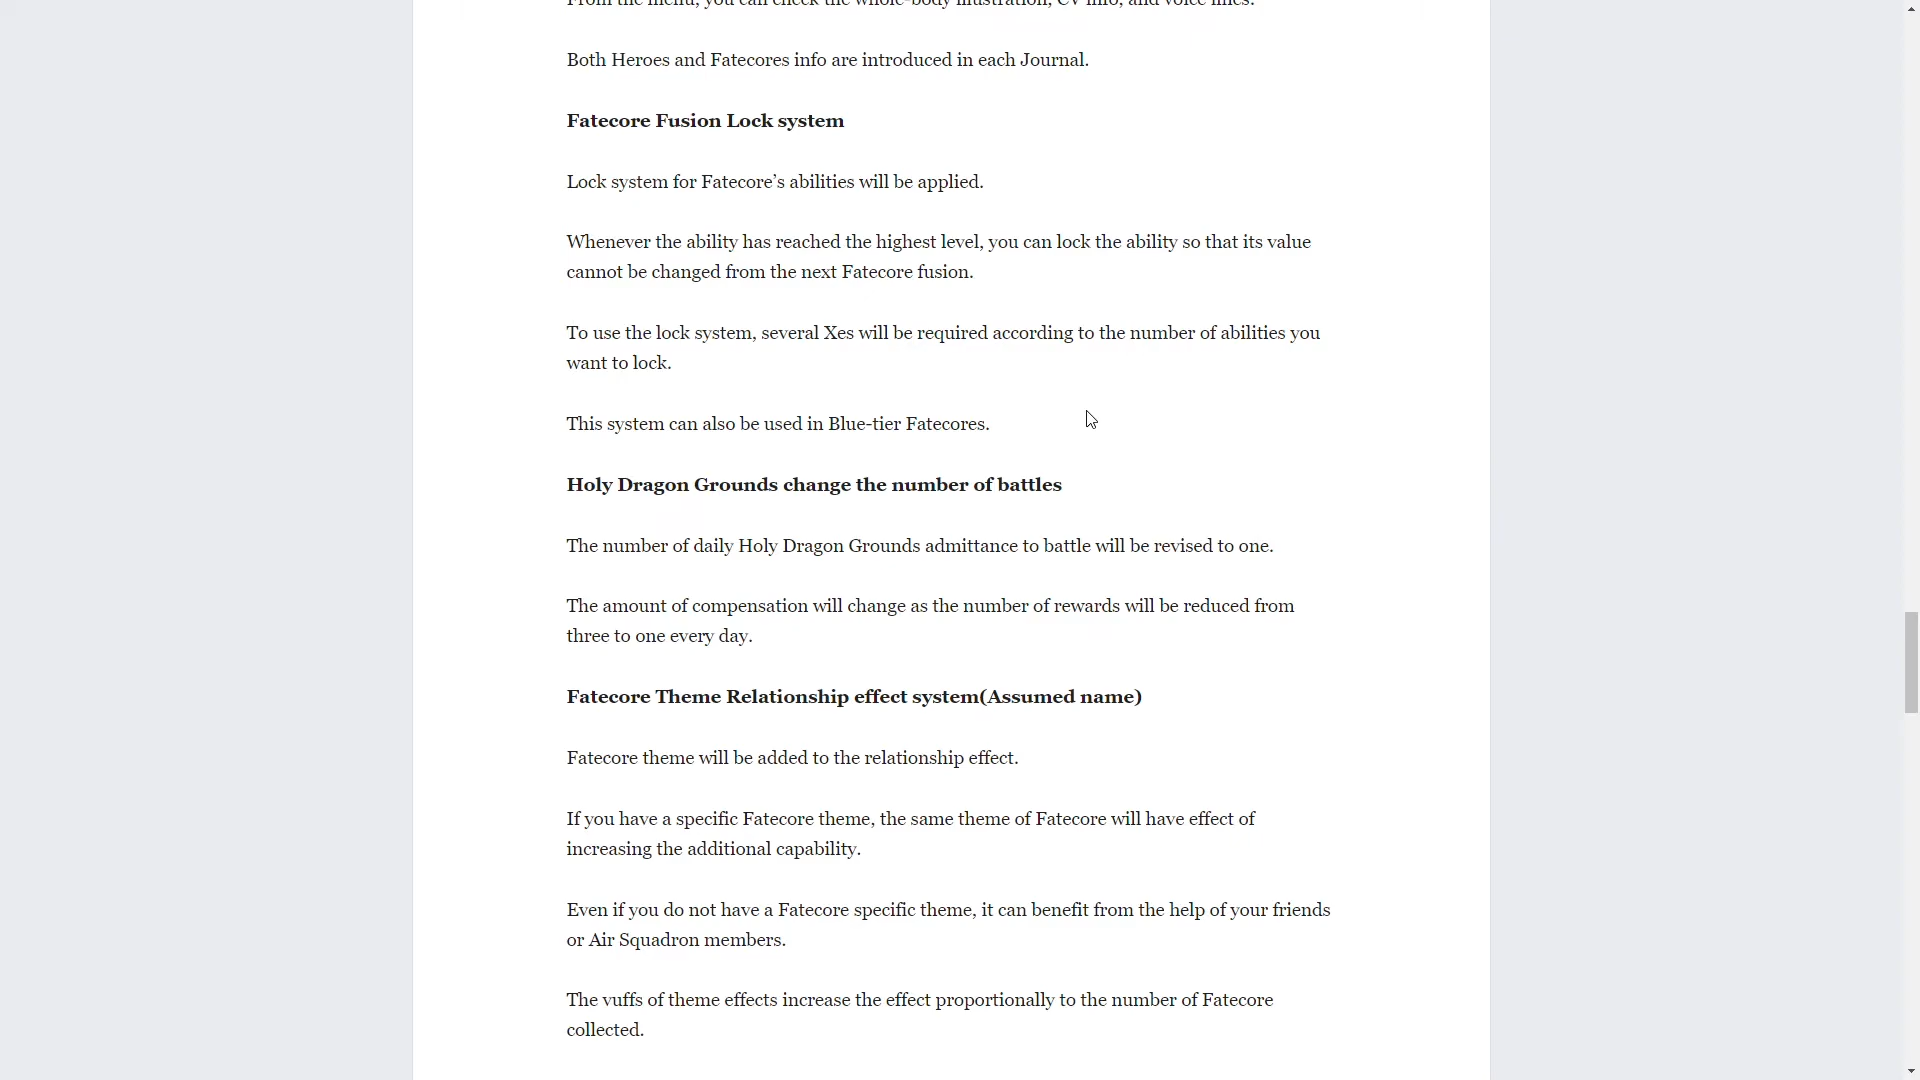 From the menu, you can check the whole-body illustration, CV info, and voice lines.
Both Heroes and Fatecores info are introduced in each Journal.
Fatecore Fusion Lock system
Lock system for Fatecore’s abilities will be applied.
Whenever the ability has reached the highest level, you can lock the ability so that its value
cannot be changed from the next Fatecore fusion.
To use the lock system, several Xes will be required according to the number of abilities you
want to lock.
This system can also be used in Blue-tier Fatecores.
Holy Dragon Grounds change the number of battles
The number of daily Holy Dragon Grounds admittance to battle will be revised to one.
The amount of compensation will change as the number of rewards will be reduced from
three to one every day.
Fatecore Theme Relationship effect system(Assumed name)
Fatecore theme will be added to the relationship effect.
If you have a specific Fatecore theme, the same theme of Fatecore will have effect of
increasing the additional capability.
Even if you do not have a Fatecore specific theme, it can benefit from the help of your friends
or Air Squadron members.
The vuffs of theme effects increase the effect proportionally to the number of Fatecore
collected.